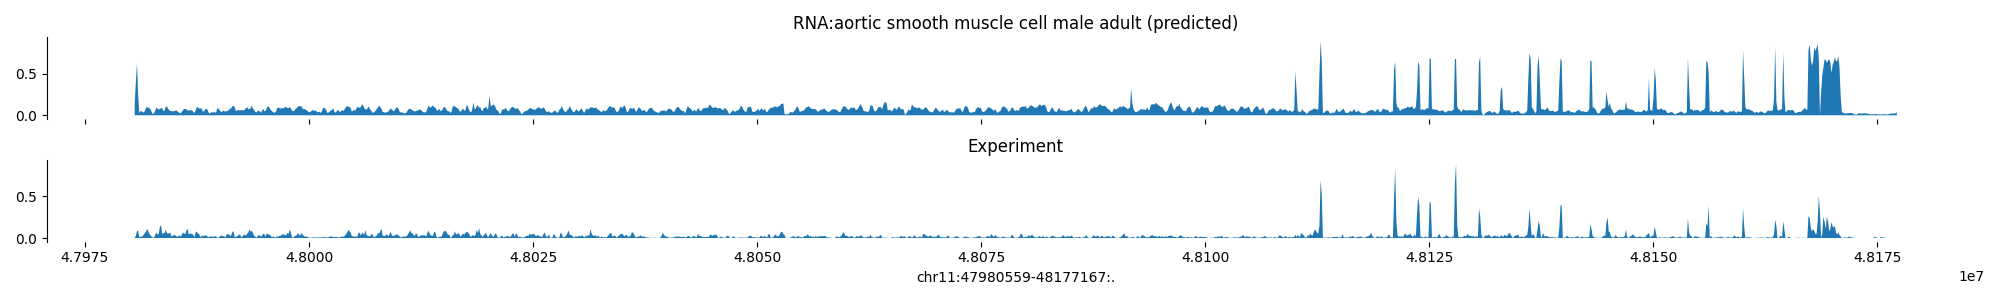 RNA:aortic smooth muscle cell male adult (predicted)
0.5
0.0
Experiment
0.5
0.0
4.7975 4.8000 4.8025 4.8050 4.8075 4.8100 4.8125 4.8150 4.8175
chr11:47980559-48177167:.
1e7